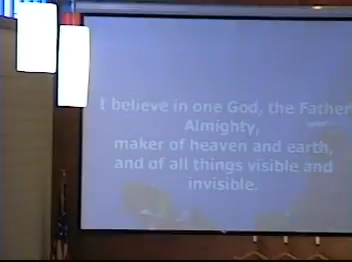 I believe in one God, the Father
Almighty,
maker of heaven and earth,
and of all things visible and
invisible.